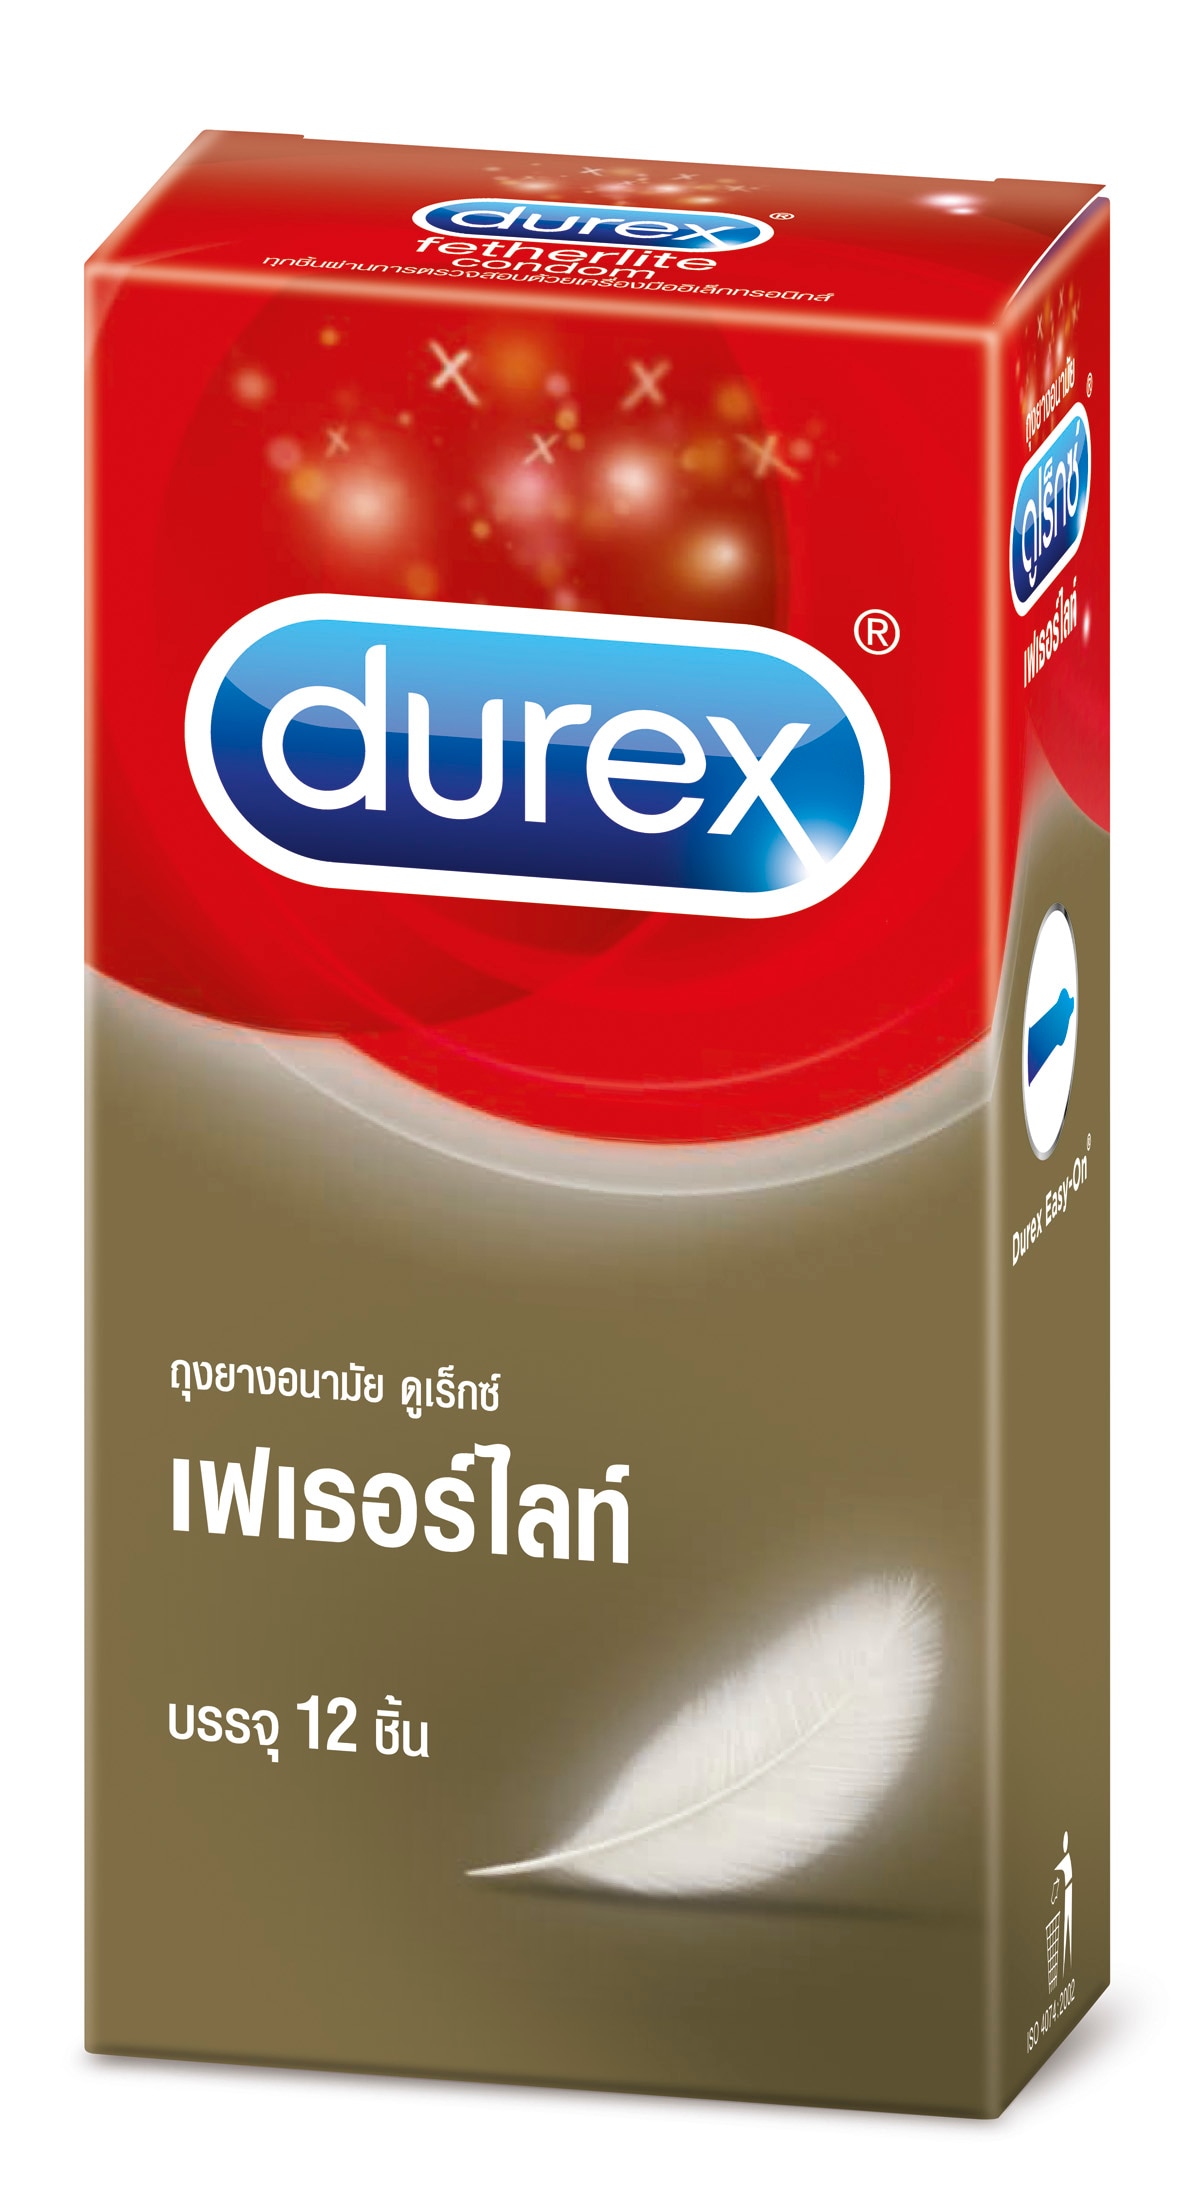 durex®
fetherlite
condom
ทุกชิ้นผ่านการตรวจสอบด้วยเครื่องมืออิเล็กทรอนิกส์
durex®
ถุงยางอนามัย ดูเร็กซ์
เฟเธอร์ไลท์
บรรจุ 12 ชิ้น
ถุงยางอนามัย
ดูเร็กซ์®
เฟเธอร์ไลท์
Durex Easy-On®
ISO 4074:2002